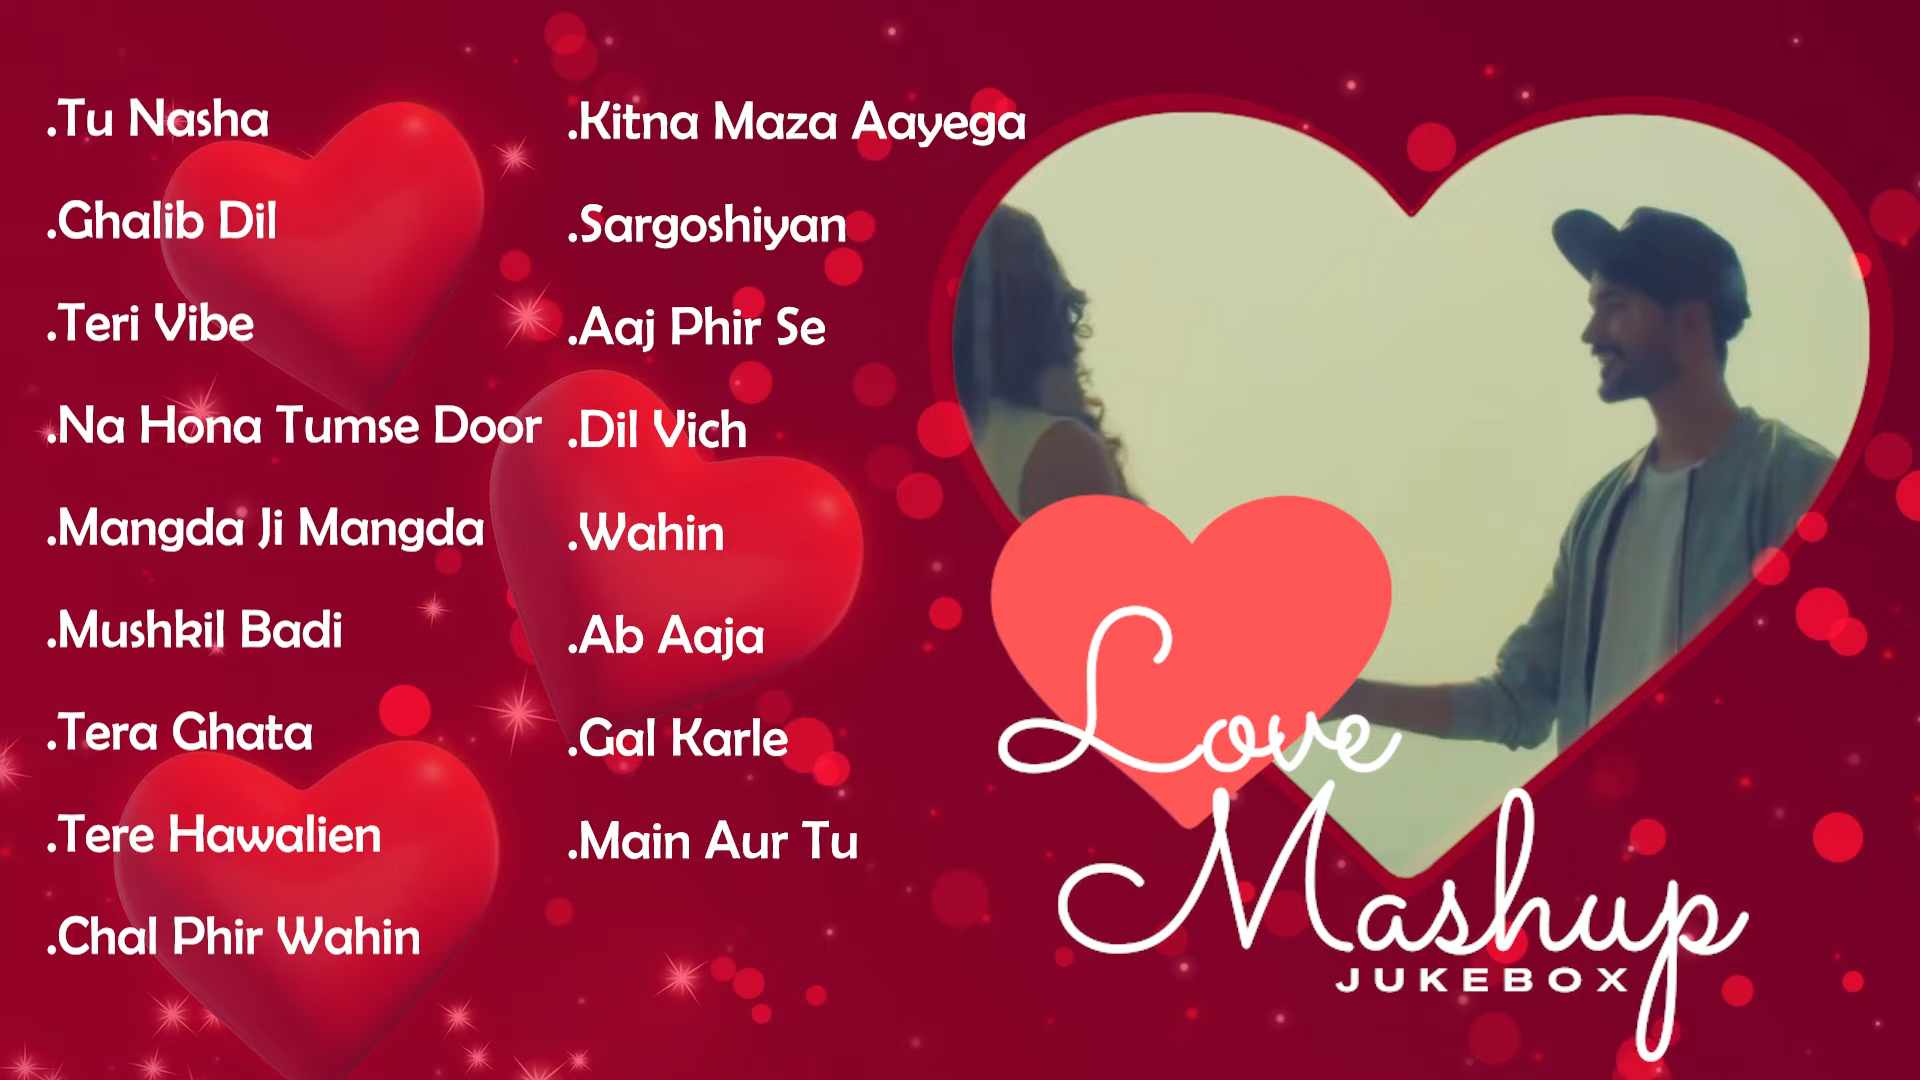 .Tu Nasha
.Ghalib Dil
.Teri Vibe
.Na Hona Tumse Door
.Mangda Ji Mangda
.Mushkil Badi
.Tera Ghata
.Tere Hawalien
.Chal Phir Wahin
.Kitna Maza Aayega
.Sargoshiyan
.Aaj Phir Se
.Dil Vich
.Wahin
.Ab Aaja
.Gal Karle
.Main Aur Tu
Love
Mashup
JUKEBOX